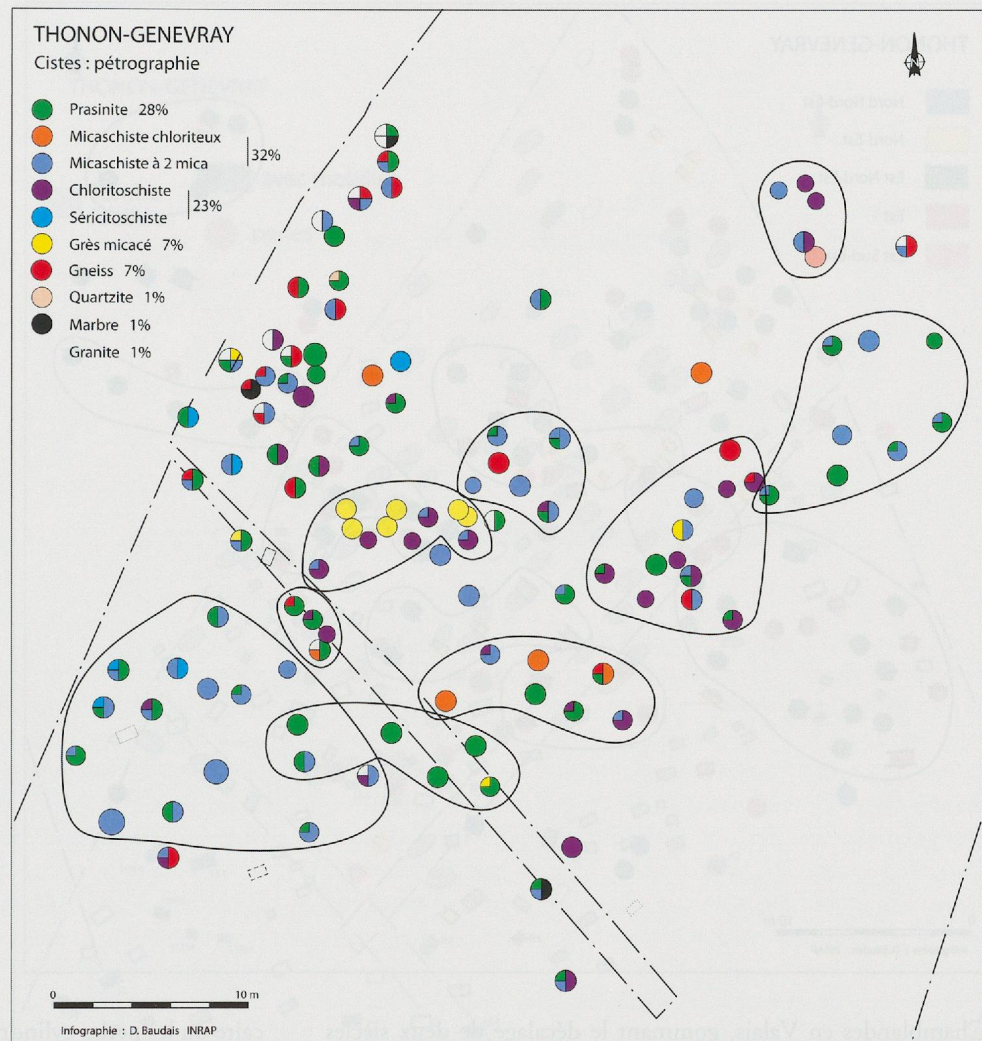 THONON-GENEVRAY
Cistes : pétrographie
Prasinite 28%
Micaschiste chloriteux
32%
Micaschiste à 2 mica
Chloritoschiste
23%
Séricitoschiste
Grès micacé 7%
Gneiss 7%
Quartzite 1%
Marbre 1%
Granite 1%
N
0 10 m
Infographie : D. Baudais INRAP